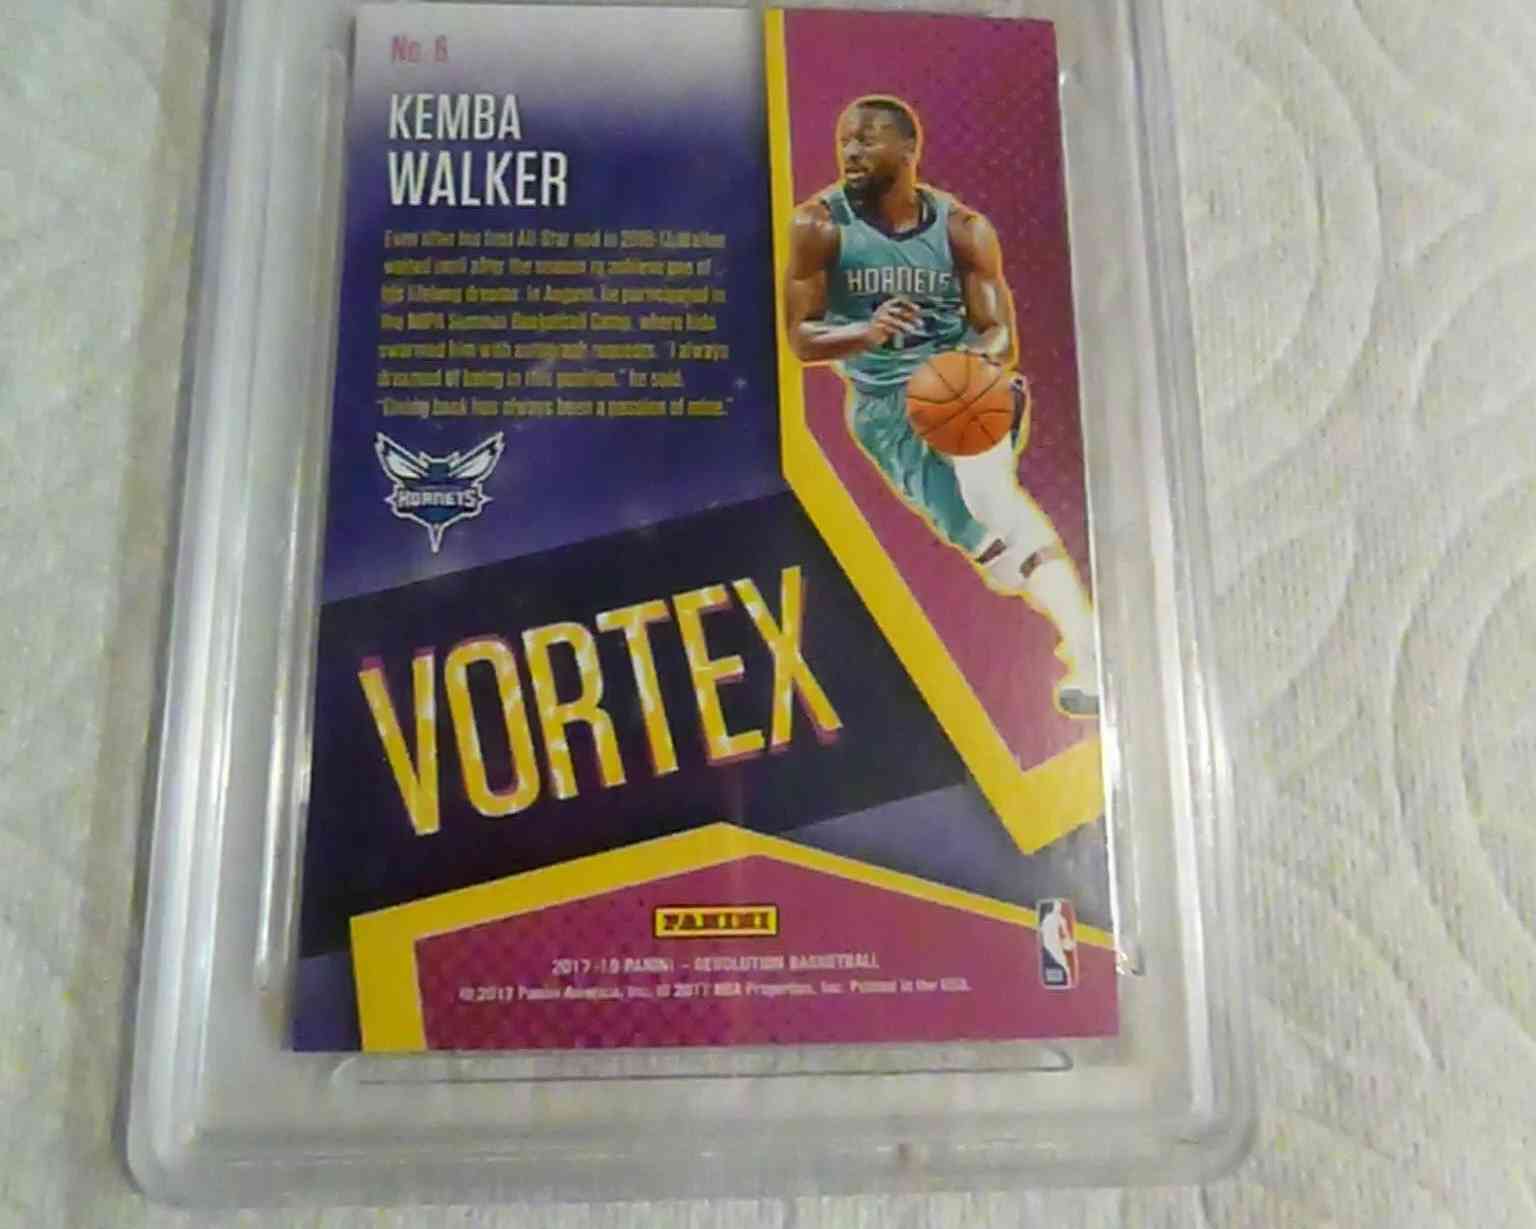 No. 6
KEMBA
WALKER
Even after his first All-Star nod in 2016-17, Walker
waited until after the season to achieve one of
his lifelong dreams. In August, he participated in
the NBPA Summer Basketball Camp, where kids
swarmed him with autograph requests. "I always
dreamed of being in this position," he said.
"Giving back has always been a passion of mine."
HORNETS
HORNETS
VORTEX
PANINI
2017-18 PANINI – REVOLUTION BASKETBALL
© 2017 Panini America, Inc. © 2017 NBA Properties, Inc. Printed in the USA.